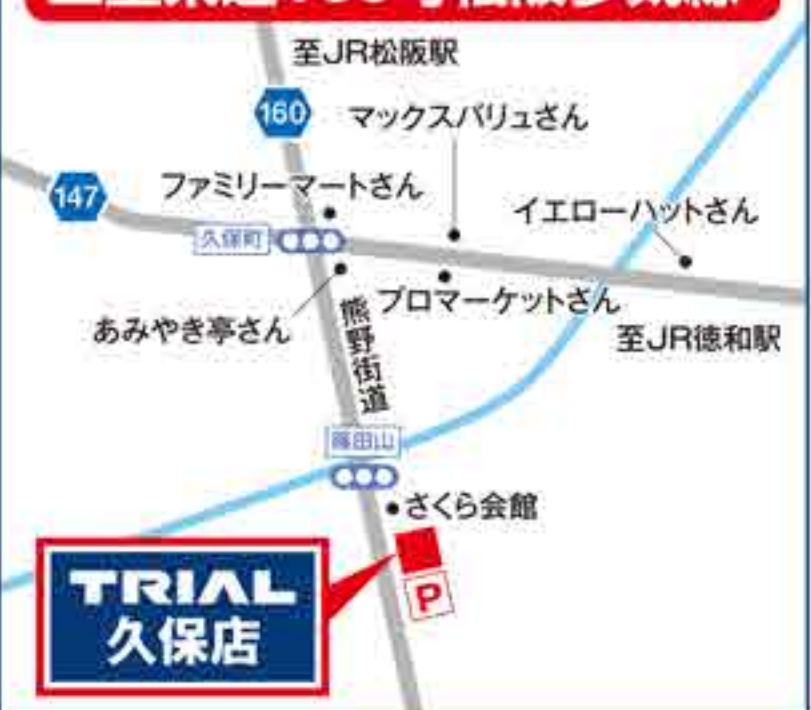 至JR松阪駅
160
マックスバリュさん
147
ファミリーマートさん
イエローハットさん
久保町
プロマーケットさん
あみやき亭さん
熊野街道
至JR徳和駅
篠田山
さくら会館
TRIAL
久保店
P